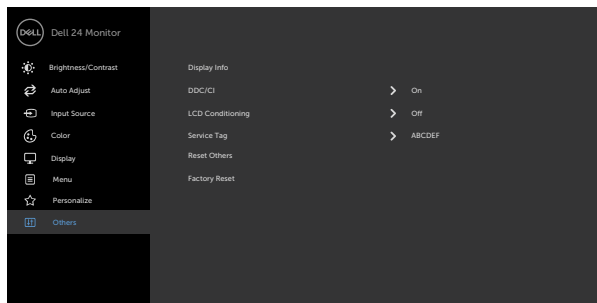 DELL Dell 24 Monitor
Brightness/Contrast
Auto Adjust
Input Source
Color
Display
Menu
Personalize
Others
Display Info
DDC/CI > On
LCD Conditioning > Off
Service Tag > ABCDEF
Reset Others
Factory Reset